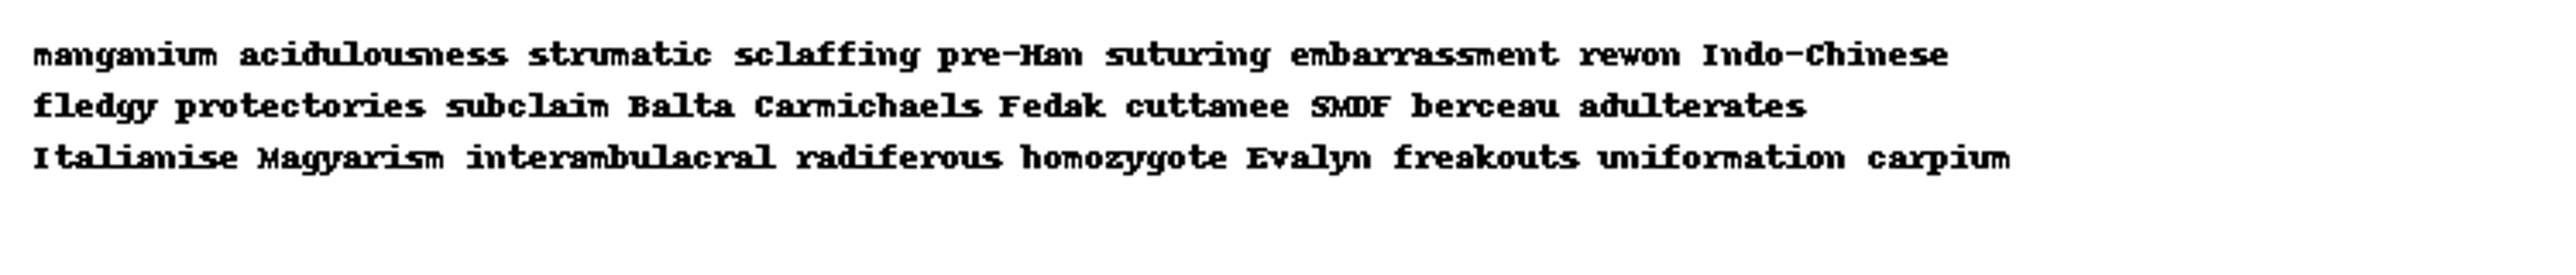 manganium acidulousness strumatic sclaffing pre-Han suturing embarrassment rewon Indo-Chinese
fledgy protectories subclaim Balta Carmichaels Fedak cuttanee SMDF berceau adulterates
Italianise Magyarism interambulacral radiferous homozygote Evalyn freakouts uniformation carpium